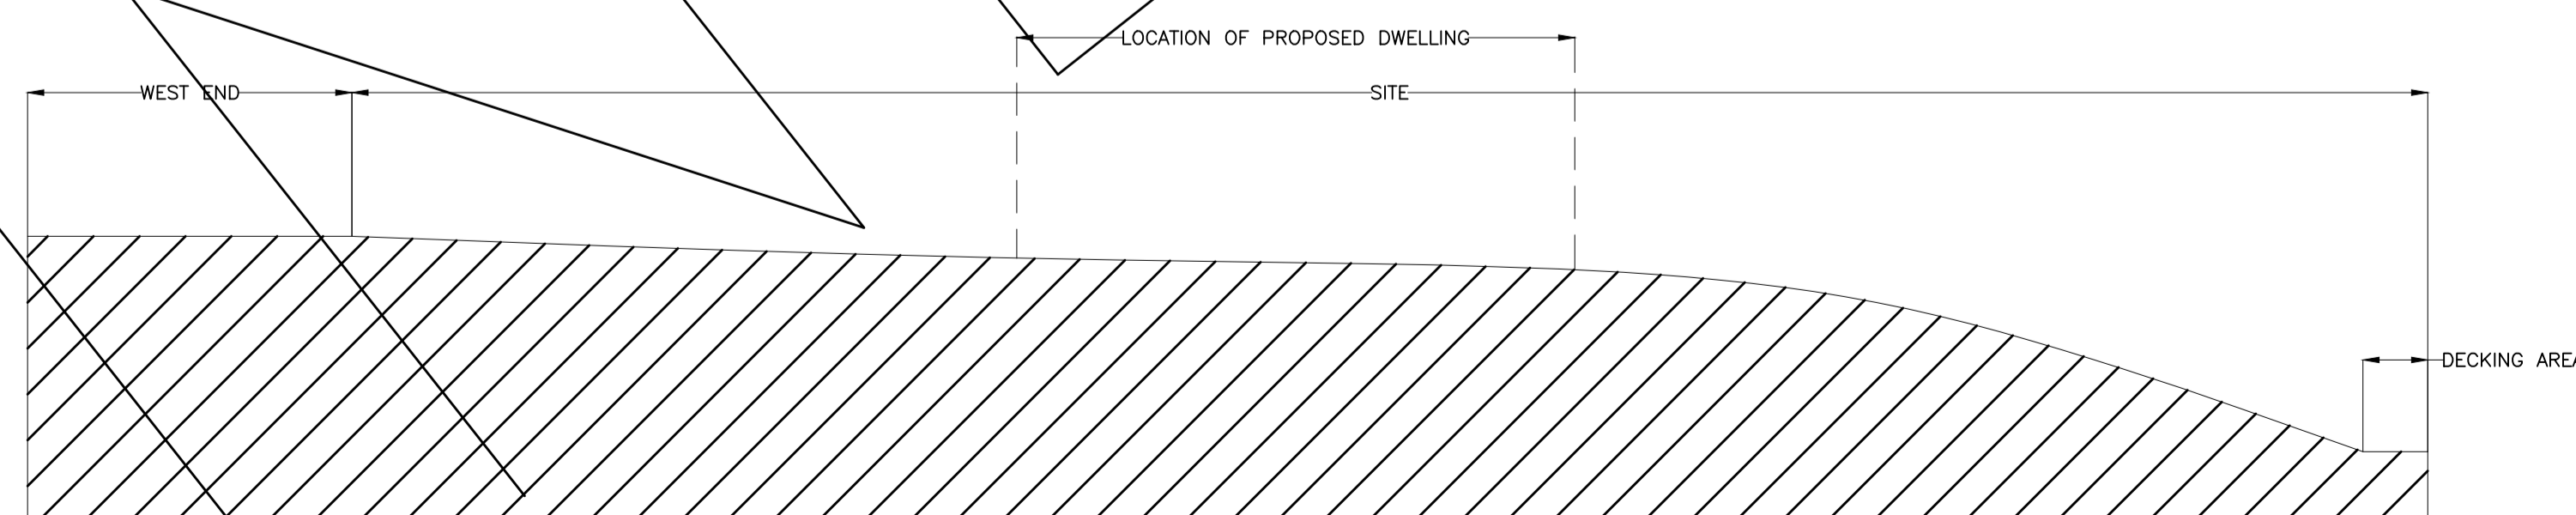 LOCATION OF PROPOSED DWELLING
WEST END
SITE
DECKING AREA